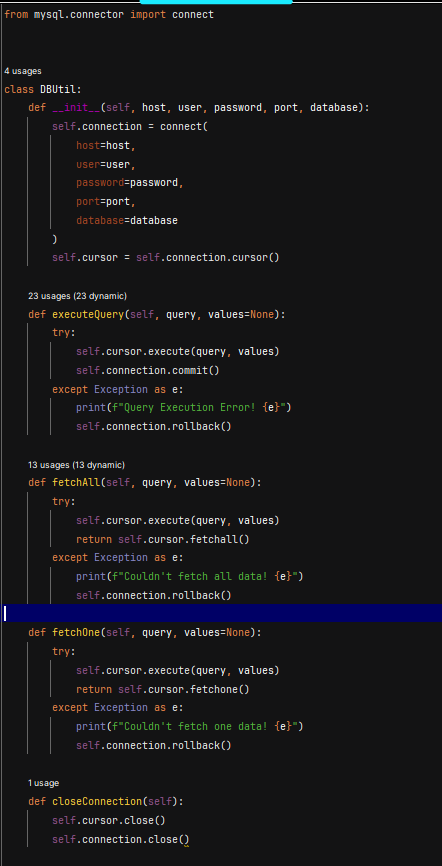 from mysql.connector import connect
4 usages
class DBUtil:
    def __init__(self, host, user, password, port, database):
        self.connection = connect(
            host=host,
            user=user,
            password=password,
            port=port,
            database=database
        )
        self.cursor = self.connection.cursor()
    23 usages (23 dynamic)
    def executeQuery(self, query, values=None):
        try:
            self.cursor.execute(query, values)
            self.connection.commit()
        except Exception as e:
            print(f"Query Execution Error! {e}")
            self.connection.rollback()
    13 usages (13 dynamic)
    def fetchAll(self, query, values=None):
        try:
            self.cursor.execute(query, values)
            return self.cursor.fetchall()
        except Exception as e:
            print(f"Couldn't fetch all data! {e}")
            self.connection.rollback()
    def fetchOne(self, query, values=None):
        try:
            self.cursor.execute(query, values)
            return self.cursor.fetchone()
        except Exception as e:
            print(f"Couldn't fetch one data! {e}")
            self.connection.rollback()
    1 usage
    def closeConnection(self):
        self.cursor.close()
        self.connection.close()